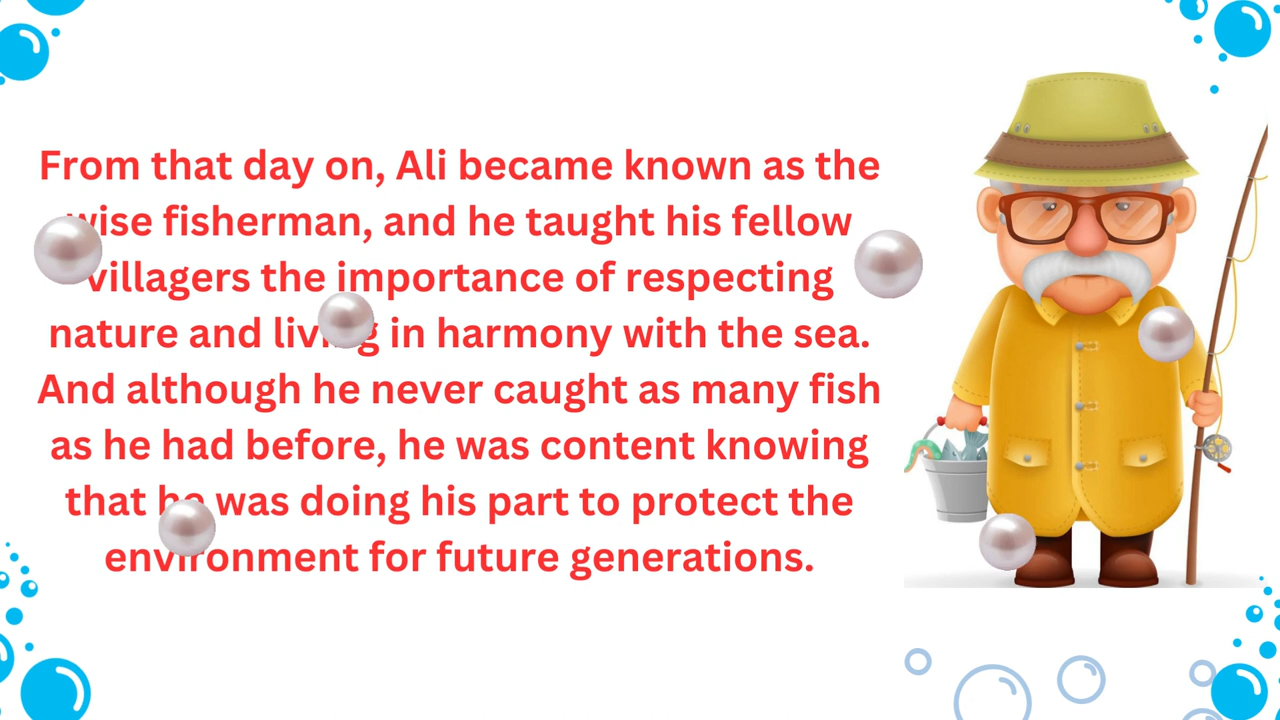 From that day on, Ali became known as the
wise fisherman, and he taught his fellow
villagers the importance of respecting
nature and living in harmony with the sea.
And although he never caught as many fish
as he had before, he was content knowing
that he was doing his part to protect the
environment for future generations.